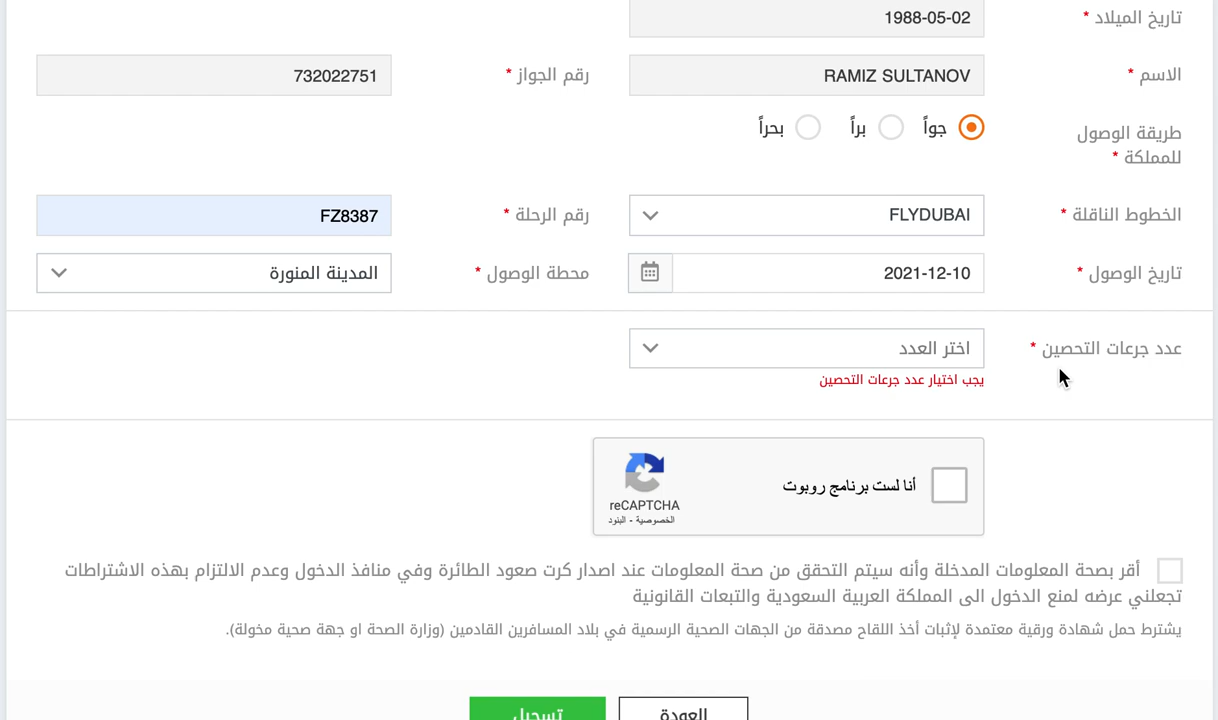 تاريخ الميلاد *
1988-05-02
الاسم *
RAMIZ SULTANOV
رقم الجواز *
732022751
طريقة الوصول
للمملكة *
جواً
براً
بحراً
الخطوط الناقلة *
FLYDUBAI
رقم الرحلة *
FZ8387
تاريخ الوصول *
2021-12-10
محطة الوصول *
المدينة المنورة
عدد جرعات التحصين *
اختر العدد
يجب اختيار عدد جرعات التحصين
أنا لست برنامج روبوت
reCAPTCHA
الخصوصية - البنود
أقر بصحة المعلومات المدخلة وأنه سيتم التحقق من صحة المعلومات عند اصدار كرت صعود الطائرة وفي منافذ الدخول وعدم الالتزام بهذه الاشتراطات
تجعلني عرضه لمنع الدخول الى المملكة العربية السعودية والتبعات القانونية
يشترط حمل شهادة ورقية معتمدة لإثبات أخذ اللقاح مصدقة من الجهات الصحية الرسمية في بلاد المسافرين القادمين (وزارة الصحة او جهة صحية مخولة).
العودة
تسجيل